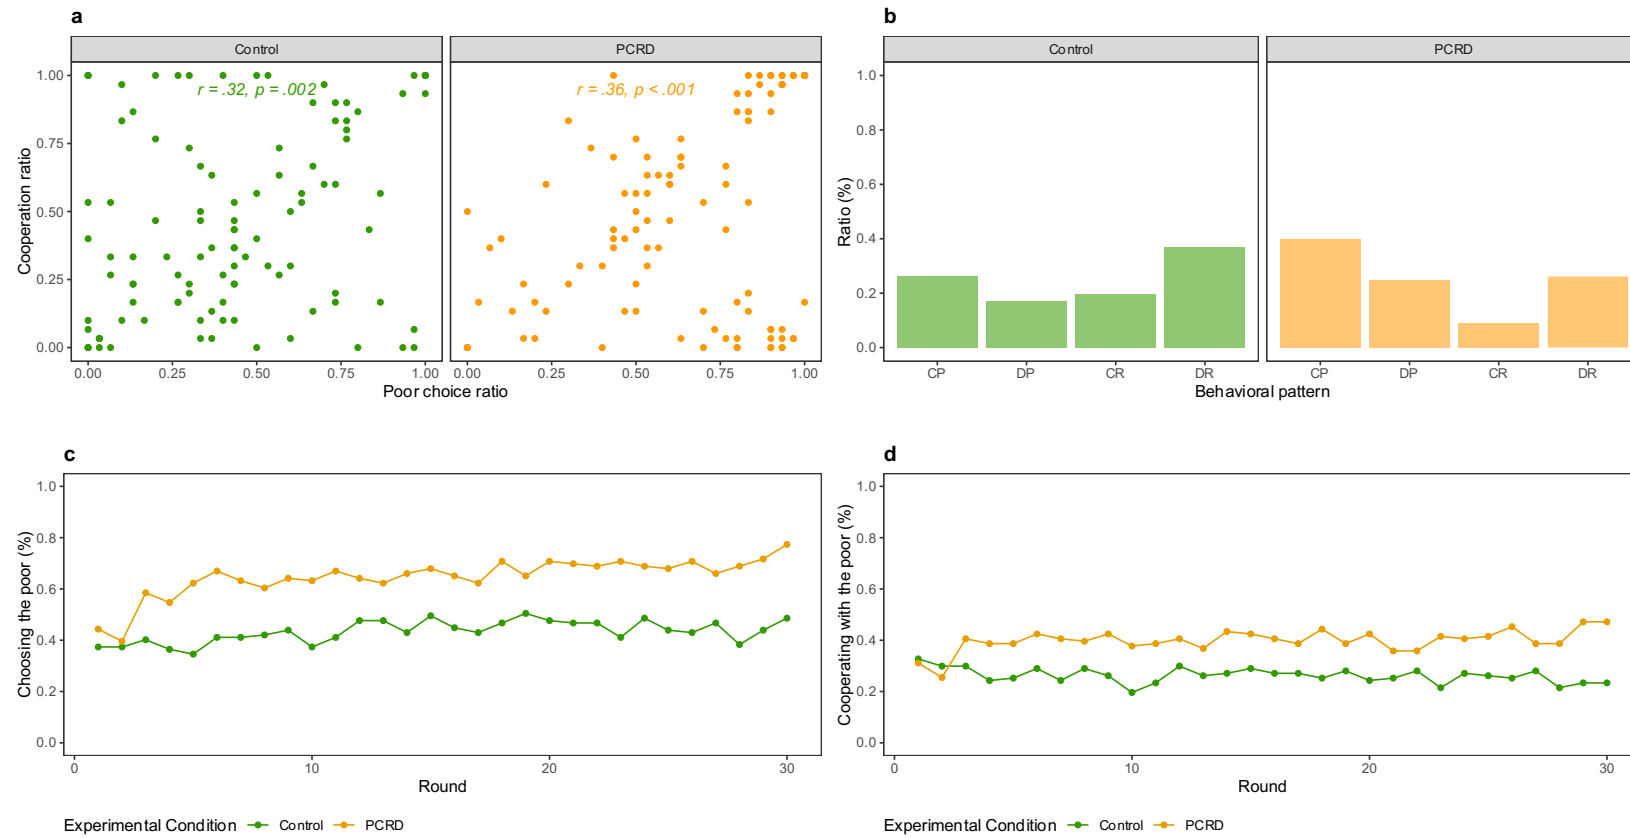 a
Control
PCRD
Cooperation ratio
1.00
0.75
0.50
0.25
0.00
r = .32, p = .002
r = .36, p < .001
0.00
0.25
0.50
0.75
1.00
0.00
0.25
0.50
0.75
1.00
Poor choice ratio
b
Control
PCRD
Ratio (%)
1.0
0.8
0.6
0.4
0.2
0.0
CP
DP
CR
DR
CP
DP
CR
DR
Behavioral pattern
c
Choosing the poor (%)
1.0
0.8
0.6
0.4
0.2
0.0
0
10
20
30
Round
Experimental Condition Control PCRD
d
Cooperating with the poor (%)
1.0
0.8
0.6
0.4
0.2
0.0
0
10
20
30
Round
Experimental Condition Control PCRD